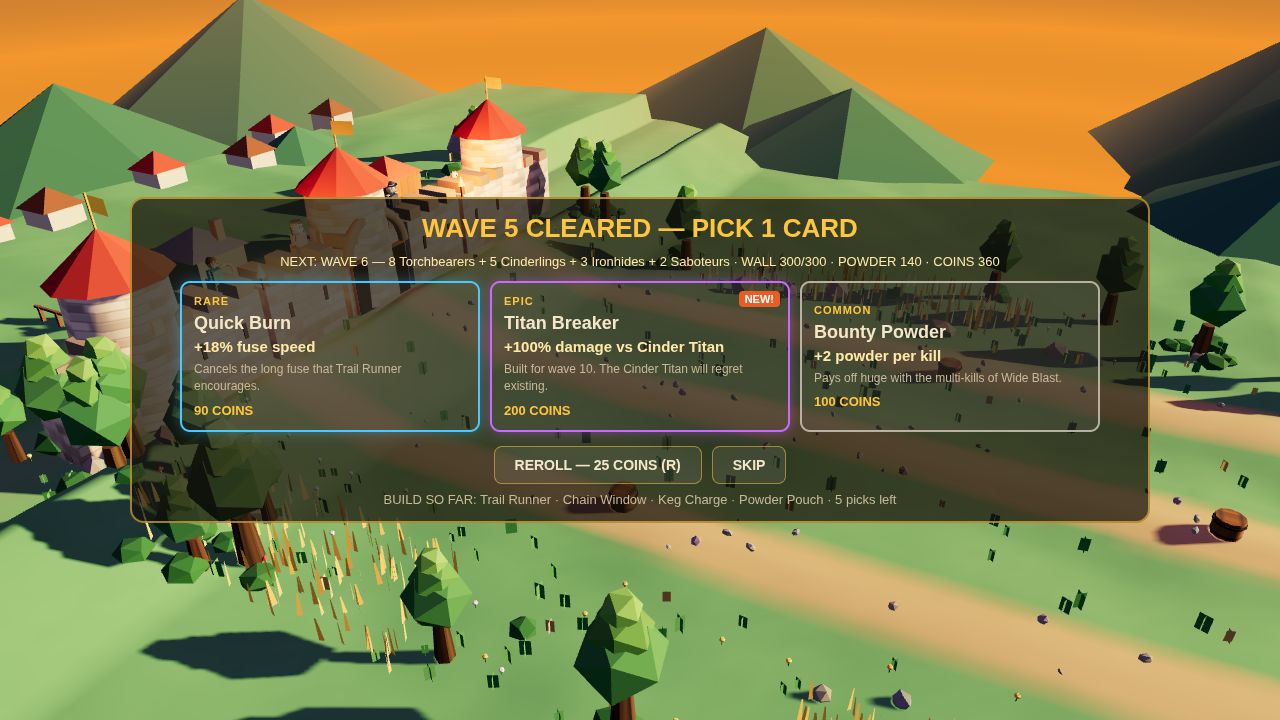 WAVE 5 CLEARED — PICK 1 CARD
NEXT: WAVE 6 — 8 Torchbearers + 5 Cinderlings + 3 Ironhides + 2 Saboteurs · WALL 300/300 · POWDER 140 · COINS 360
RARE
Quick Burn
+18% fuse speed
Cancels the long fuse that Trail Runner
encourages.
90 COINS
EPIC
NEW!
Titan Breaker
+100% damage vs Cinder Titan
Built for wave 10. The Cinder Titan will regret
existing.
200 COINS
COMMON
Bounty Powder
+2 powder per kill
Pays off huge with the multi-kills of Wide Blast.
100 COINS
REROLL — 25 COINS (R)
SKIP
BUILD SO FAR: Trail Runner · Chain Window · Keg Charge · Powder Pouch · 5 picks left